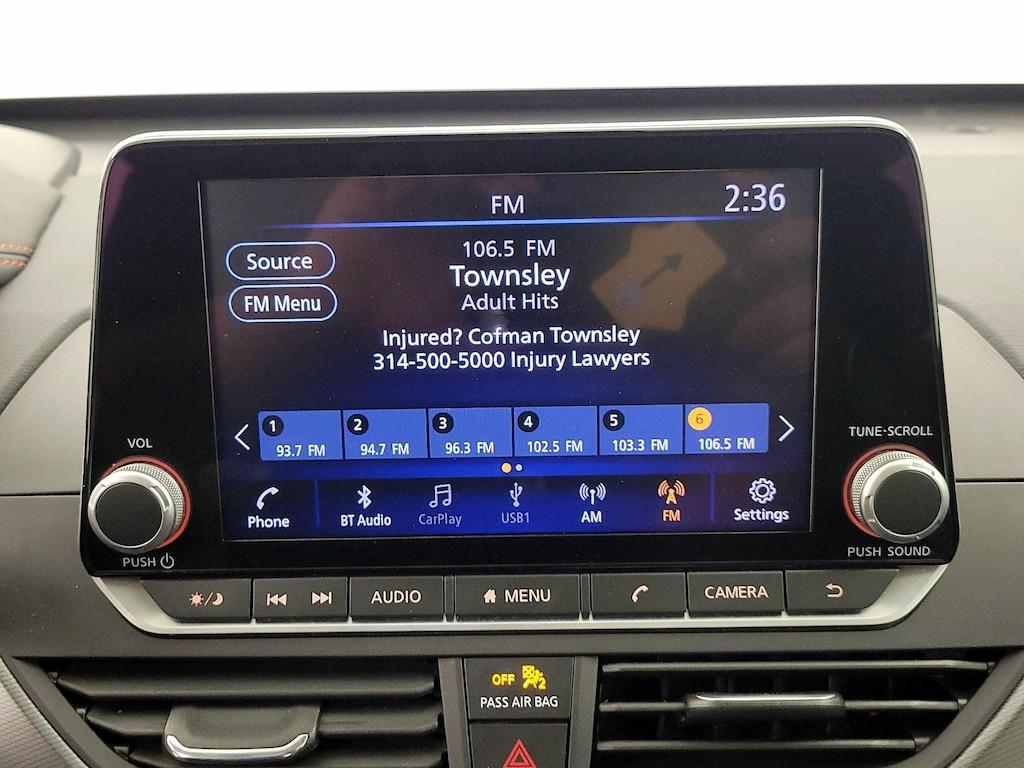 FM
2:36
Source
FM Menu
106.5 FM
Townsley
Adult Hits
Injured? Cofman Townsley
314-500-5000 Injury Lawyers
1
93.7 FM
2
94.7 FM
3
96.3 FM
4
102.5 FM
5
103.3 FM
6
106.5 FM
VOL
TUNE·SCROLL
Phone
BT Audio
CarPlay
USB1
AM
FM
Settings
PUSH
PUSH SOUND
AUDIO
MENU
CAMERA
OFF
2
PASS AIR BAG